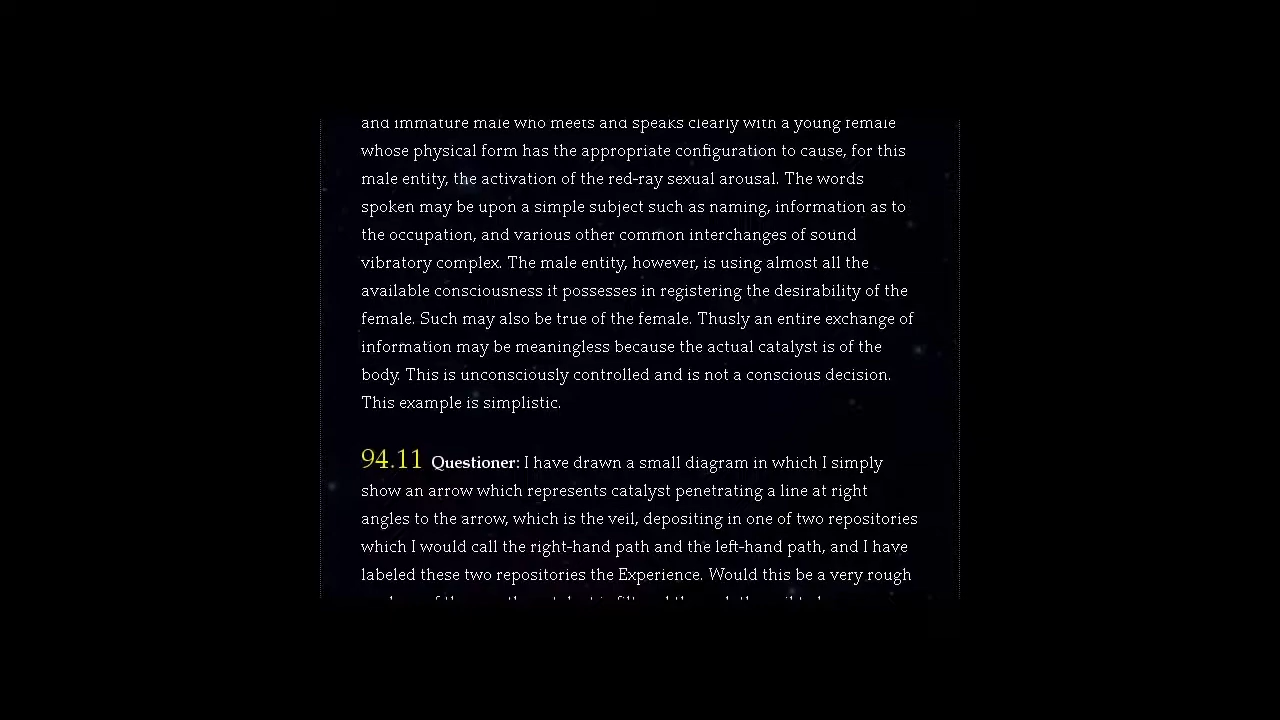 and immature male who meets and speaks clearly with a young female
whose physical form has the appropriate configuration to cause, for this
male entity, the activation of the red-ray sexual arousal. The words
spoken may be upon a simple subject such as naming, information as to
the occupation, and various other common interchanges of sound
vibratory complex. The male entity, however, is using almost all the
available consciousness it possesses in registering the desirability of the
female. Such may also be true of the female. Thusly an entire exchange of
information may be meaningless because the actual catalyst is of the
body. This is unconsciously controlled and is not a conscious decision.
This example is simplistic.
94.11 Questioner: I have drawn a small diagram in which I simply
show an arrow which represents catalyst penetrating a line at right
angles to the arrow, which is the veil, depositing in one of two repositories
which I would call the right-hand path and the left-hand path, and I have
labeled these two repositories the Experience. Would this be a very rough